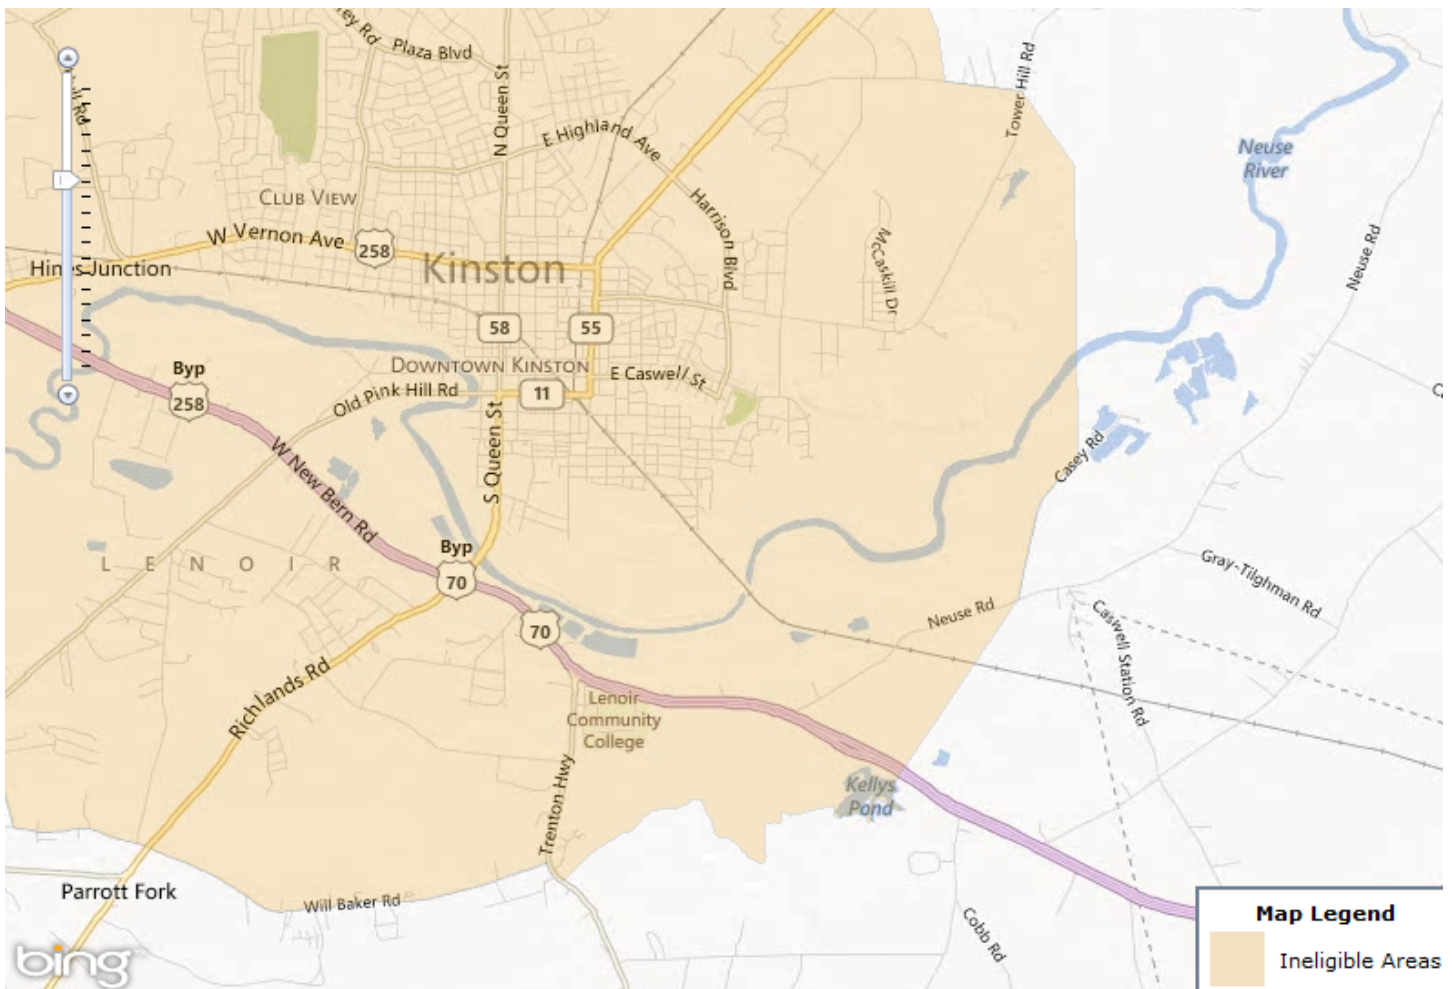 Plaza Blvd
Tower Hill Rd
N Queen St
E Highland Ave
Neuse
River
CLUB VIEW
Harrison Blvd
W Vernon Ave
258
McCaskill Dr
Neuse Rd
Hines Junction
Kinston
58
55
Byp
258
DOWNTOWN KINSTON
E Caswell St
Old Pink Hill Rd
11
S Queen St
Casey Rd
W New Bern Rd
Byp
70
LENOIR
Gray-Tilghman Rd
Neuse Rd
Caswell Station Rd
70
Richlands Rd
Lenoir
Community
College
Kellys
Pond
Trenton Hwy
Parrott Fork
Will Baker Rd
Cobb Rd
bing
Map Legend
Ineligible Areas